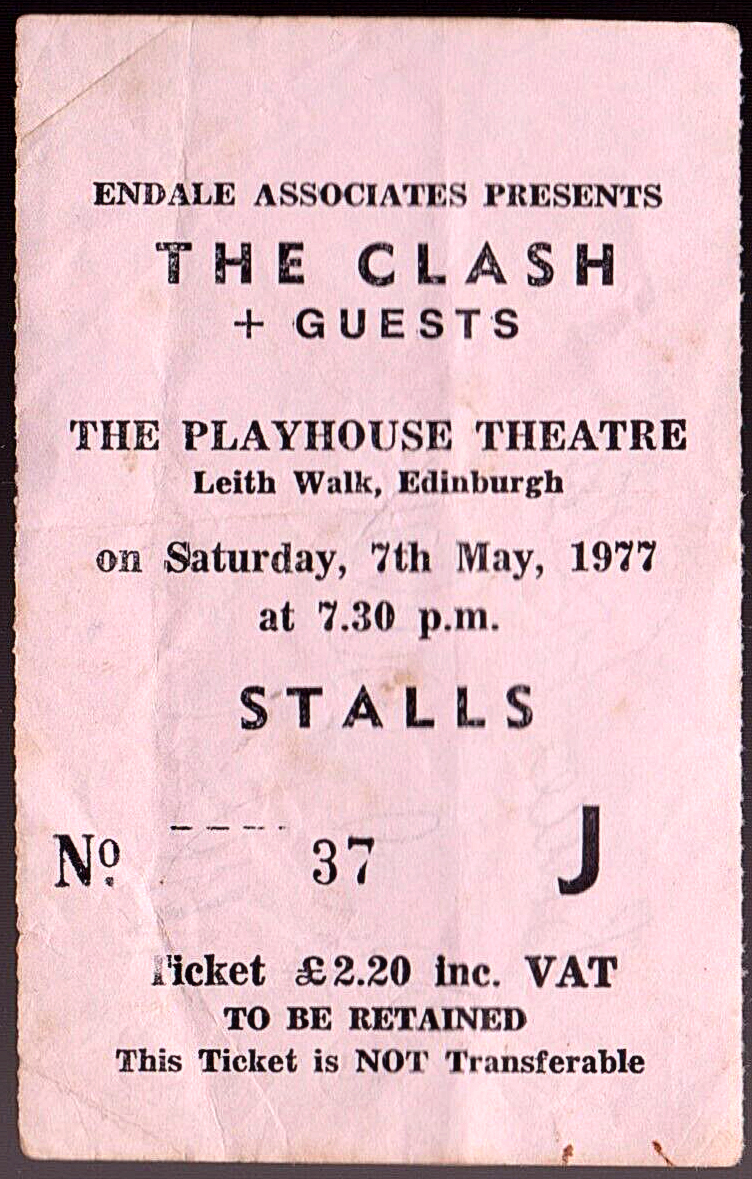 ENDALE ASSOCIATES PRESENTS
THE CLASH
+ GUESTS
THE PLAYHOUSE THEATRE
Leith Walk, Edinburgh
on Saturday, 7th May, 1977
at 7.30 p.m.
STALLS
Nº 37 J
Ticket £2.20 inc. VAT
TO BE RETAINED
This Ticket is NOT Transferable